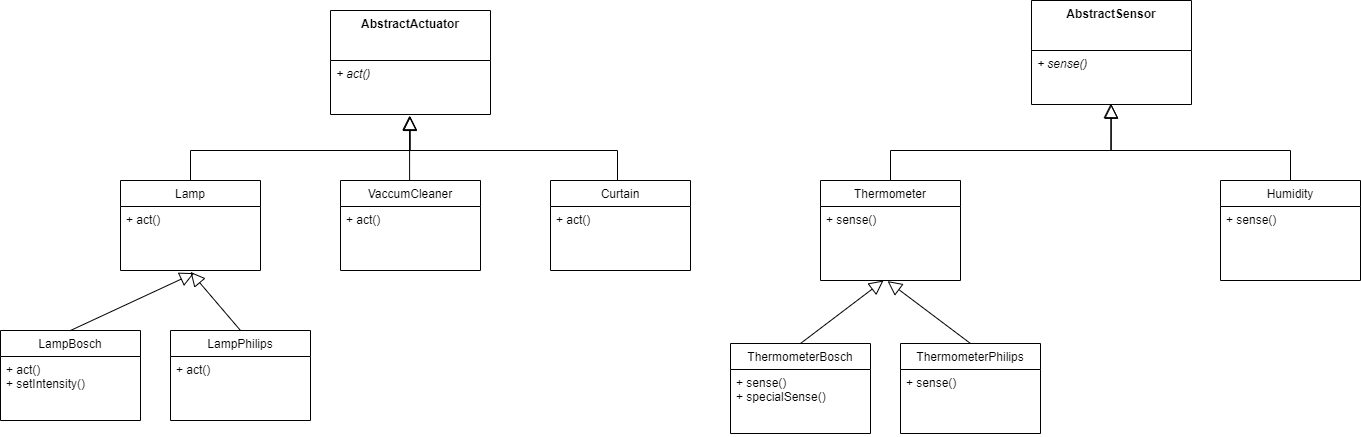 AbstractActuator
+ act()
AbstractSensor
+ sense()
Lamp
+ act()
VaccumCleaner
+ act()
Curtain
+ act()
Thermometer
+ sense()
Humidity
+ sense()
LampBosch
+ act()
+ setIntensity()
LampPhilips
+ act()
ThermometerBosch
+ sense()
+ specialSense()
ThermometerPhilips
+ sense()